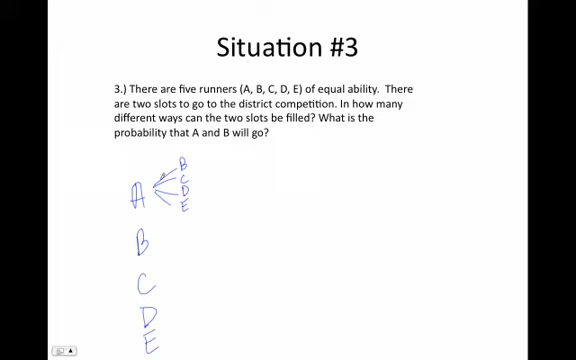 Situation #3
3.) There are five runners (A, B, C, D, E) of equal ability. There
are two slots to go to the district competition. In how many
different ways can the two slots be filled? What is the
probability that A and B will go?
B
C
A
D
E
B
C
D
E